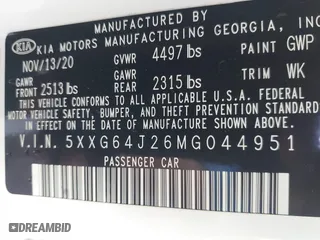 MANUFACTURED BY
KIA KIA MOTORS MANUFACTURING GEORGIA, INC
NOV/13/20 GVWR 4497 lbs PAINT GWP
GAWR FRONT 2513 lbs GAWR REAR 2315 lbs TRIM WK
THIS VEHICLE CONFORMS TO ALL APPLICABLE U.S. FEDERAL
MOTOR VEHICLE SAFETY, BUMPER, AND THEFT PREVENTION STANDARDS
IN EFFECT ON THE DATE OF MANUFACTURE SHOWN ABOVE.
V.I.N. 5XXG64J26MG044951
PASSENGER CAR
DREAMBID